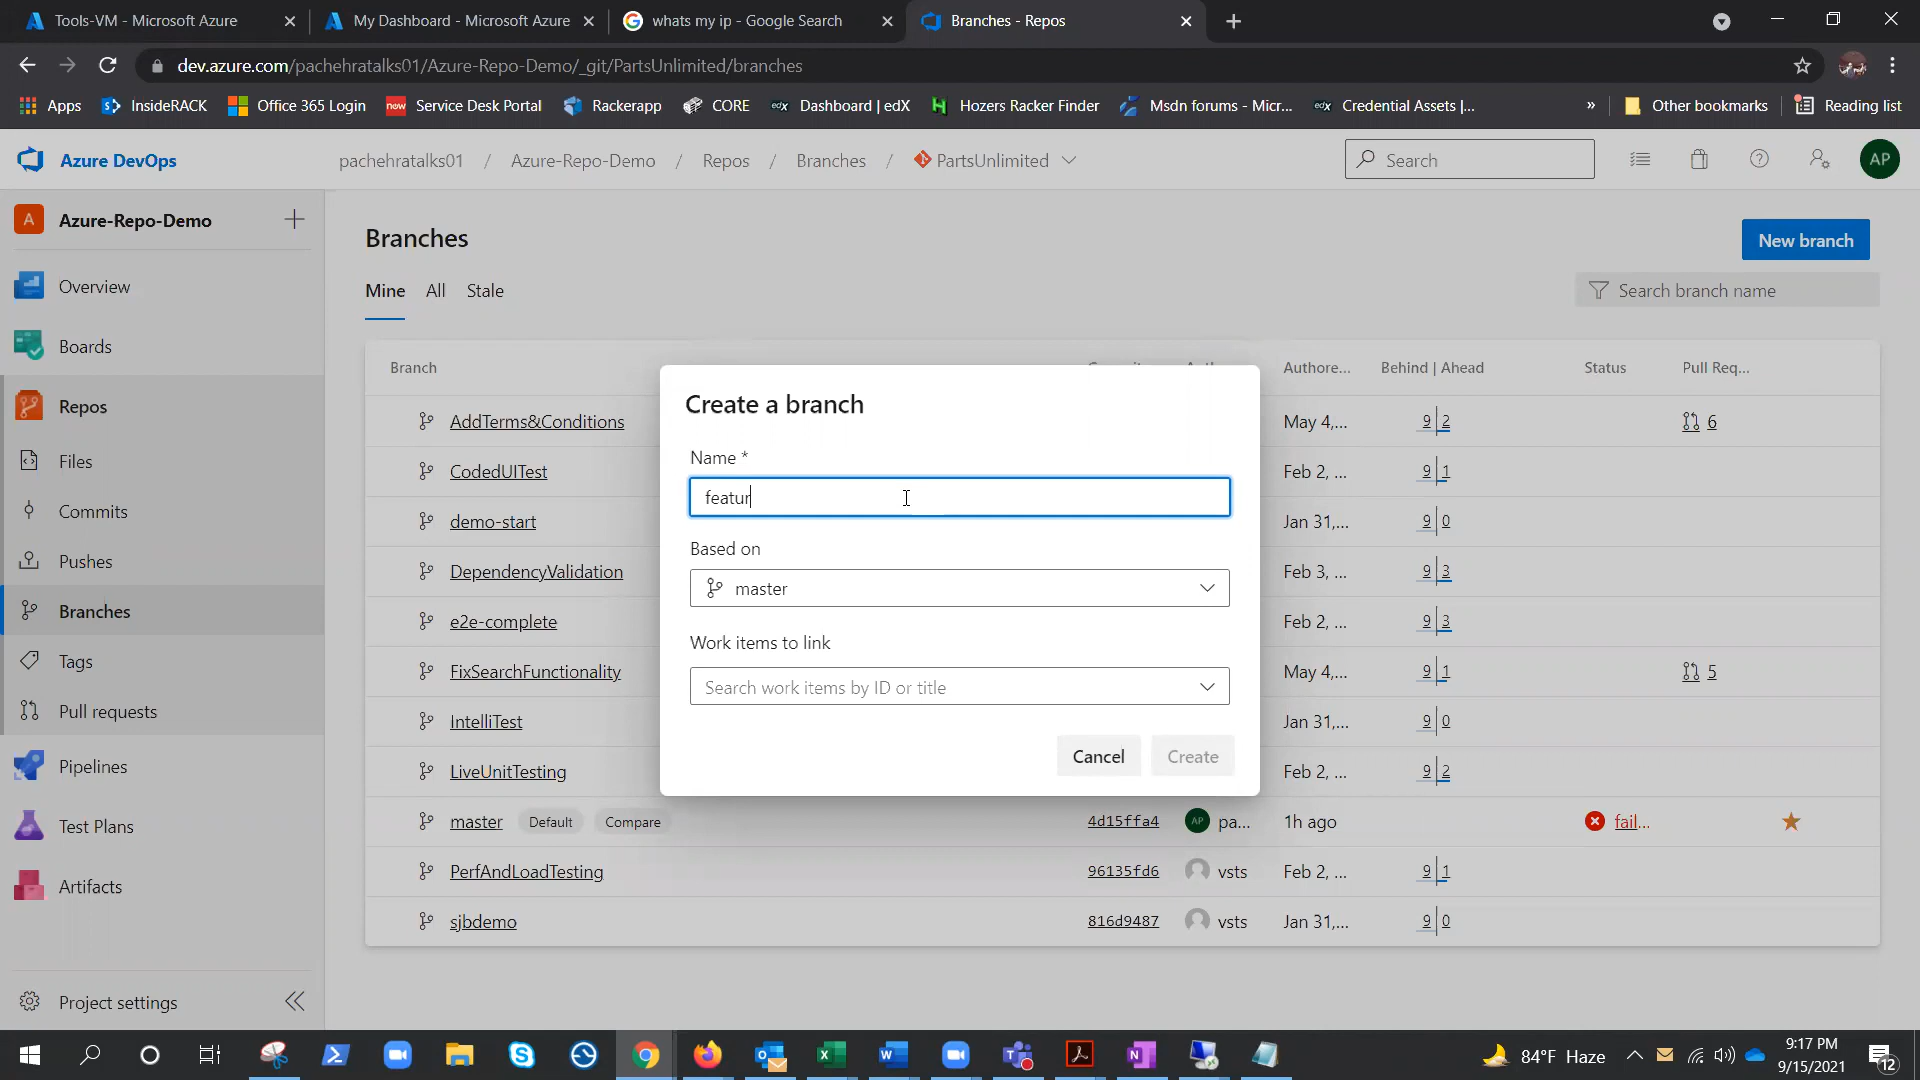 Tools-VM - Microsoft Azure
My Dashboard - Microsoft Azure
whats my ip - Google Search
Branches - Repos
dev.azure.com/pachehratalks01/Azure-Repo-Demo/_git/PartsUnlimited/branches
Apps
InsideRACK
Office 365 Login
now Service Desk Portal
Rackerapp
CORE
edX Dashboard | edX
Hozers Racker Finder
Msdn forums - Micr...
edX Credential Assets |...
»
Other bookmarks
Reading list
Azure DevOps
pachehratalks01 / Azure-Repo-Demo / Repos / Branches / PartsUnlimited
Search
AP
A Azure-Repo-Demo
Overview
Boards
Repos
Files
Commits
Pushes
Branches
Tags
Pull requests
Pipelines
Test Plans
Artifacts
Project settings
Branches
New branch
Mine All Stale
Search branch name
Branch
Authore...
Behind | Ahead
Status
Pull Req...
AddTerms&Conditions May 4,... 9 2 6
CodedUITest Feb 2, ... 9 1
demo-start Jan 31,... 9 0
DependencyValidation Feb 3, ... 9 3
e2e-complete Feb 2, ... 9 3
FixSearchFunctionality May 4,... 9 1 5
IntelliTest Jan 31,... 9 0
LiveUnitTesting Feb 2, ... 9 2
master Default Compare 4d15ffa4 AP pa... 1h ago fail...
PerfAndLoadTesting 96135fd6 vsts Feb 2, ... 9 1
sjbdemo 816d9487 vsts Jan 31,... 9 0
Create a branch
Name *
featur
Based on
master
Work items to link
Search work items by ID or title
Cancel
Create
84°F Haze
9:17 PM
9/15/2021
12